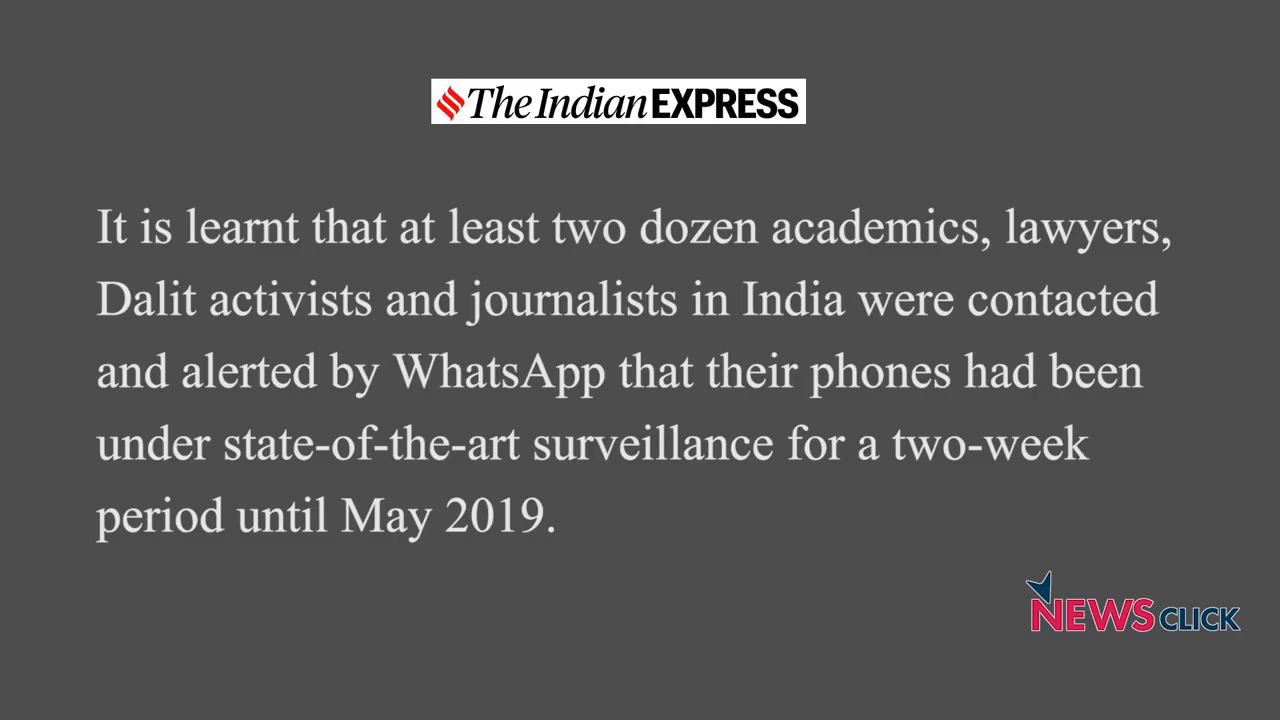 The Indian EXPRESS
It is learnt that at least two dozen academics, lawyers,
Dalit activists and journalists in India were contacted
and alerted by WhatsApp that their phones had been
under state-of-the-art surveillance for a two-week
period until May 2019.
NEWS CLICK